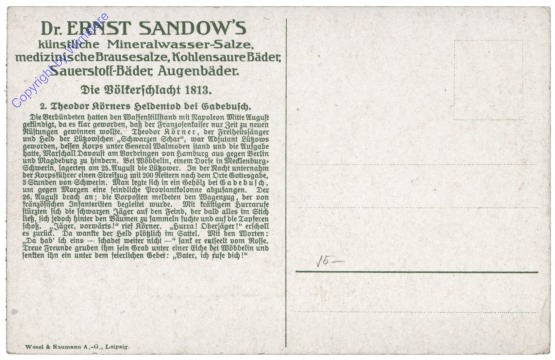 Dr. ERNST SANDOW'S
künstliche Mineralwasser-Salze,
medizinische Brausesalze, Kohlensaure Bäder,
Sauerstoff-Bäder, Augenbäder.
Die Völkerschlacht 1813.
2. Theodor Körners Heldentod bei Gadebusch.
Die Verbündeten hatten den Waffenstillstand mit Napoleon Mitte August
gekündigt, da es klar geworden, daß der Franzosenkaiser nur Zeit zu neuen
Rüstungen gewinnen wollte. Theodor Körner, der Freiheitssänger
und Held der Lützowschen „Schwarzen Schar“, war Adjutant Lützows
geworden, dessen Korps unter General Walmoden stand und die Aufgabe
hatte, Marschall Davoust am Vordringen von Hamburg aus gegen Berlin
und Magdeburg zu hindern. Bei Wöbbelin, einem Dorfe in Mecklenburg-
Schwerin, lagerten am 25. August die Lützower. In der Nacht unternahm
der Korpsführer einen Streifzug mit 200 Reitern nach dem Orte Gottesgabe,
3 Stunden von Schwerin. Man legte sich in ein Gehölz bei Gadebusch,
um gegen Morgen eine feindliche Proviantkolonne abzufangen. Der
26. August brach an; die Vorposten meldeten den Wagenzug, der von
französischen Infanteristen begleitet wurde. Mit kräftigem Hurraruse
stürzten sich die schwarzen Jäger auf den Feind, der bald alles im Stich
ließ, sich jedoch hinter den Bäumen zu sammeln suchte und auf die Tapferen
schoß. „Jäger, vorwärts!“ rief Körner. „Hurra! Oberjäger!“ erscholl
es zurück. Da wankte der Held plötzlich im Sattel. Mit den Worten:
„Da hab' ich eins — schadet weiter nicht —“ sank er entseelt vom Rosse.
Treue Freunde gruben ihm sein Grab unter einer Eiche bei Wöbbelin und
senkten ihn ein unter dem feierlichen Gebet: „Vater, ich rufe dich!“
Wezel & Naumann A.-G., Leipzig.
15 —